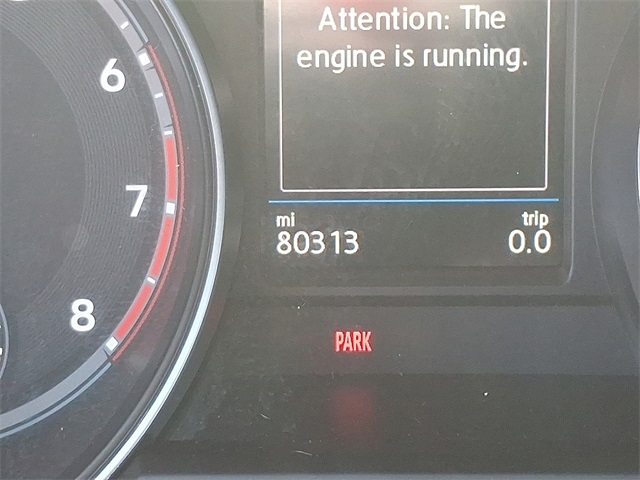 Attention: The
engine is running.
6
7
8
mi
trip
80313
0.0
PARK